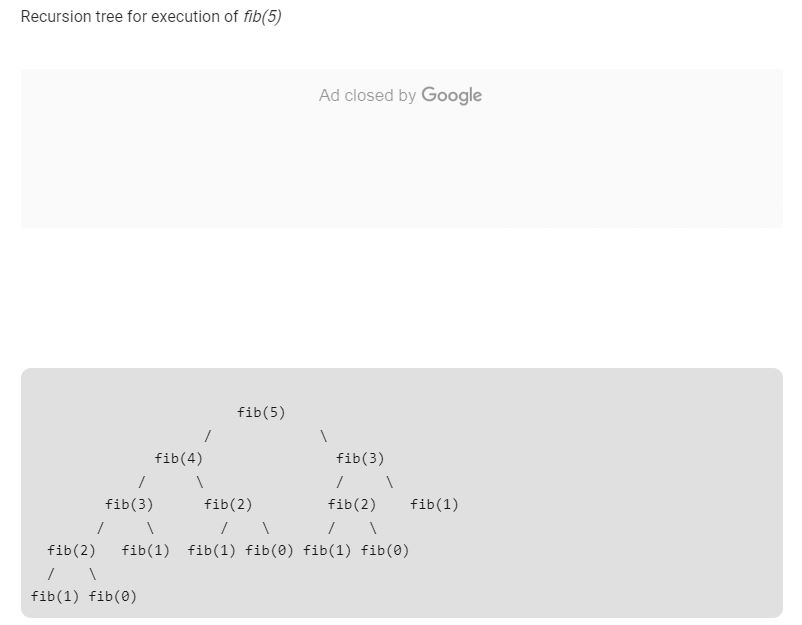 Recursion tree for execution of fib(5)
Ad closed by Google
fib(5)
/ \
fib(4) fib(3)
/ \ / \
fib(3) fib(2) fib(2) fib(1)
/ \ / \ / \
fib(2) fib(1) fib(1) fib(0) fib(1) fib(0)
/ \
fib(1) fib(0)